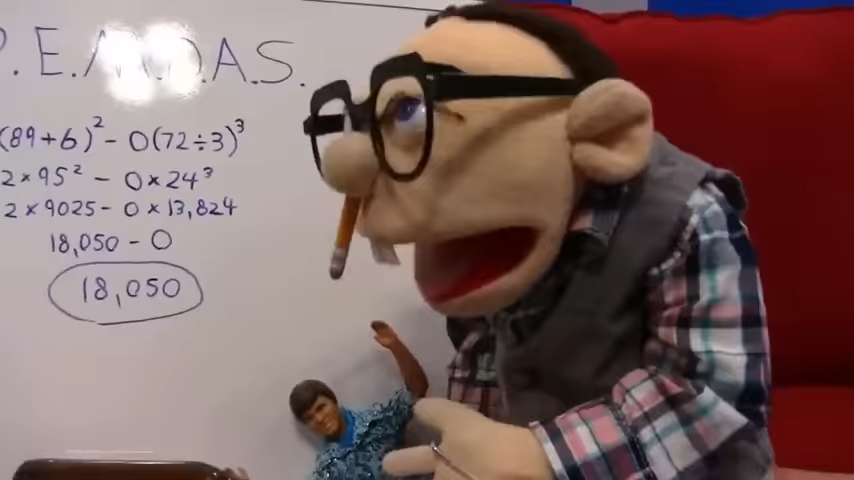 P.E.M.D.A.S.
(89+6)² - 0(72÷3)³
2×95² - 0×24³
2×9025 - 0×13,824
18,050 - 0
18,050